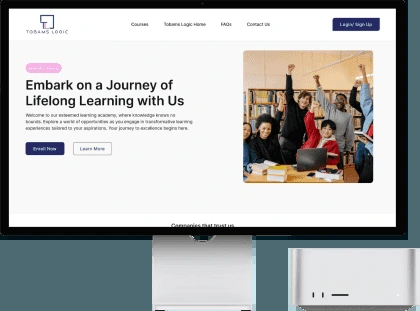 TOBAMS LOGIC
Courses
Tobams Logic Home
FAQs
Contact Us
Login/ Sign Up
Embark on a Journey of
Lifelong Learning with Us
Welcome to our esteemed learning academy, where knowledge knows no
bounds. Explore a world of opportunities as you engage in transformative learning
experiences tailored to your aspirations. Your journey to excellence begins here.
Enroll Now
Learn More
Companies that trust us